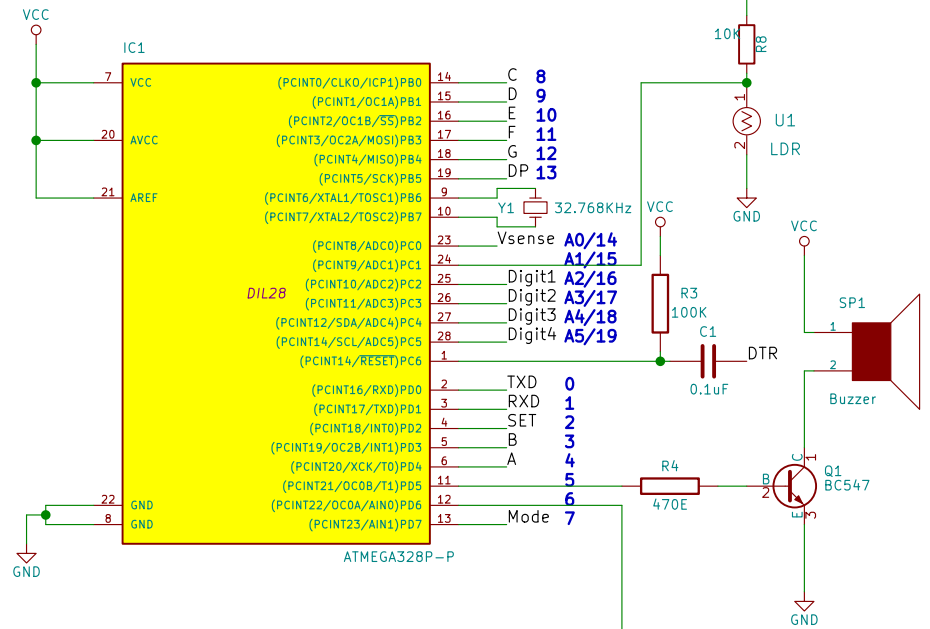 VCC
IC1
10K
R8
7 VCC (PCINT0/CLKO/ICP1)PB0 14 C 8
(PCINT1/OC1A)PB1 15 D 9
1
U1
(PCINT2/OC1B/SS)PB2 16 E 10
20 AVCC (PCINT3/OC2A/MOSI)PB3 17 F 11
2
LDR
(PCINT4/MISO)PB4 18 G 12
(PCINT5/SCK)PB5 19 DP 13
21 AREF (PCINT6/XTAL1/TOSC1)PB6 9
Y1 32.768KHz
VCC
GND
(PCINT7/XTAL2/TOSC2)PB7 10
VCC
(PCINT8/ADC0)PC0 23 Vsense A0/14
(PCINT9/ADC1)PC1 24 A1/15
(PCINT10/ADC2)PC2 25 Digit1 A2/16
DIL28
R3
100K
(PCINT11/ADC3)PC3 26 Digit2 A3/17
SP1
(PCINT12/SDA/ADC4)PC4 27 Digit3 A4/18
1
(PCINT14/SCL/ADC5)PC5 28 Digit4 A5/19
C1
(PCINT14/RESET)PC6 1
DTR
2
0.1uF
Buzzer
(PCINT16/RXD)PD0 2 TXD 0
(PCINT17/TXD)PD1 3 RXD 1
(PCINT18/INT0)PD2 4 SET 2
(PCINT19/OC2B/INT1)PD3 5 B 3
(PCINT20/XCK/T0)PD4 6 A 4
R4
C 1
Q1
(PCINT21/OC0B/T1)PD5 11 5
B
2
BC547
470E
22 GND (PCINT22/OC0A/AIN0)PD6 12 6
E 3
8 GND (PCINT23/AIN1)PD7 13 Mode 7
ATMEGA328P-P
GND
GND